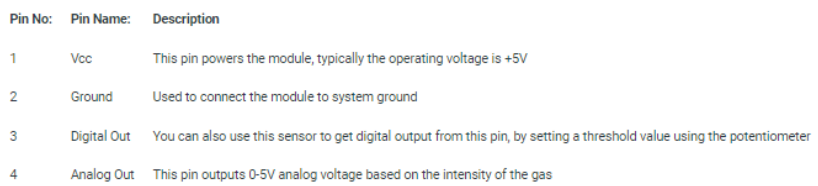 Pin No: Pin Name: Description
1 Vcc This pin powers the module, typically the operating voltage is +5V
2 Ground Used to connect the module to system ground
3 Digital Out You can also use this sensor to get digital output from this pin, by setting a threshold value using the potentiometer
4 Analog Out This pin outputs 0-5V analog voltage based on the intensity of the gas